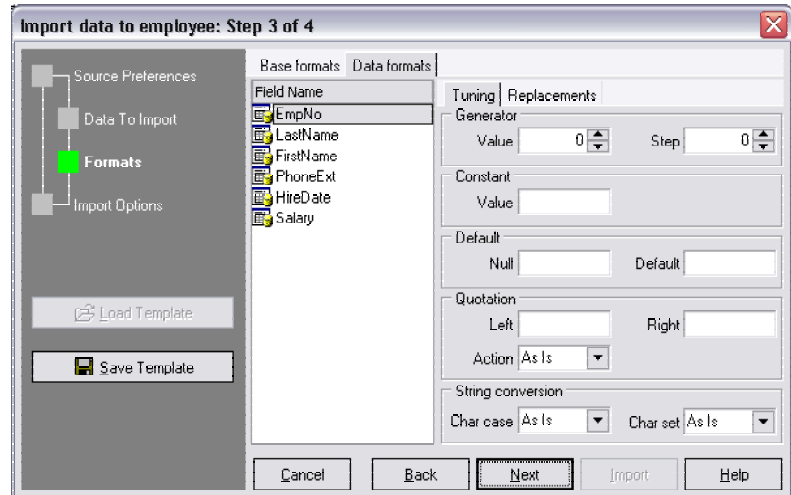 Import data to employee: Step 3 of 4
Source Preferences
Data To Import
Formats
Import Options
Load Template
Save Template
Base formats Data formats
Field Name
EmpNo
LastName
FirstName
PhoneExt
HireDate
Salary
Tuning Replacements
Generator
Value 0 Step 0
Constant
Value
Default
Null Default
Quotation
Left Right
Action As Is
String conversion
Char case As Is Char set As Is
Cancel Back Next Import Help